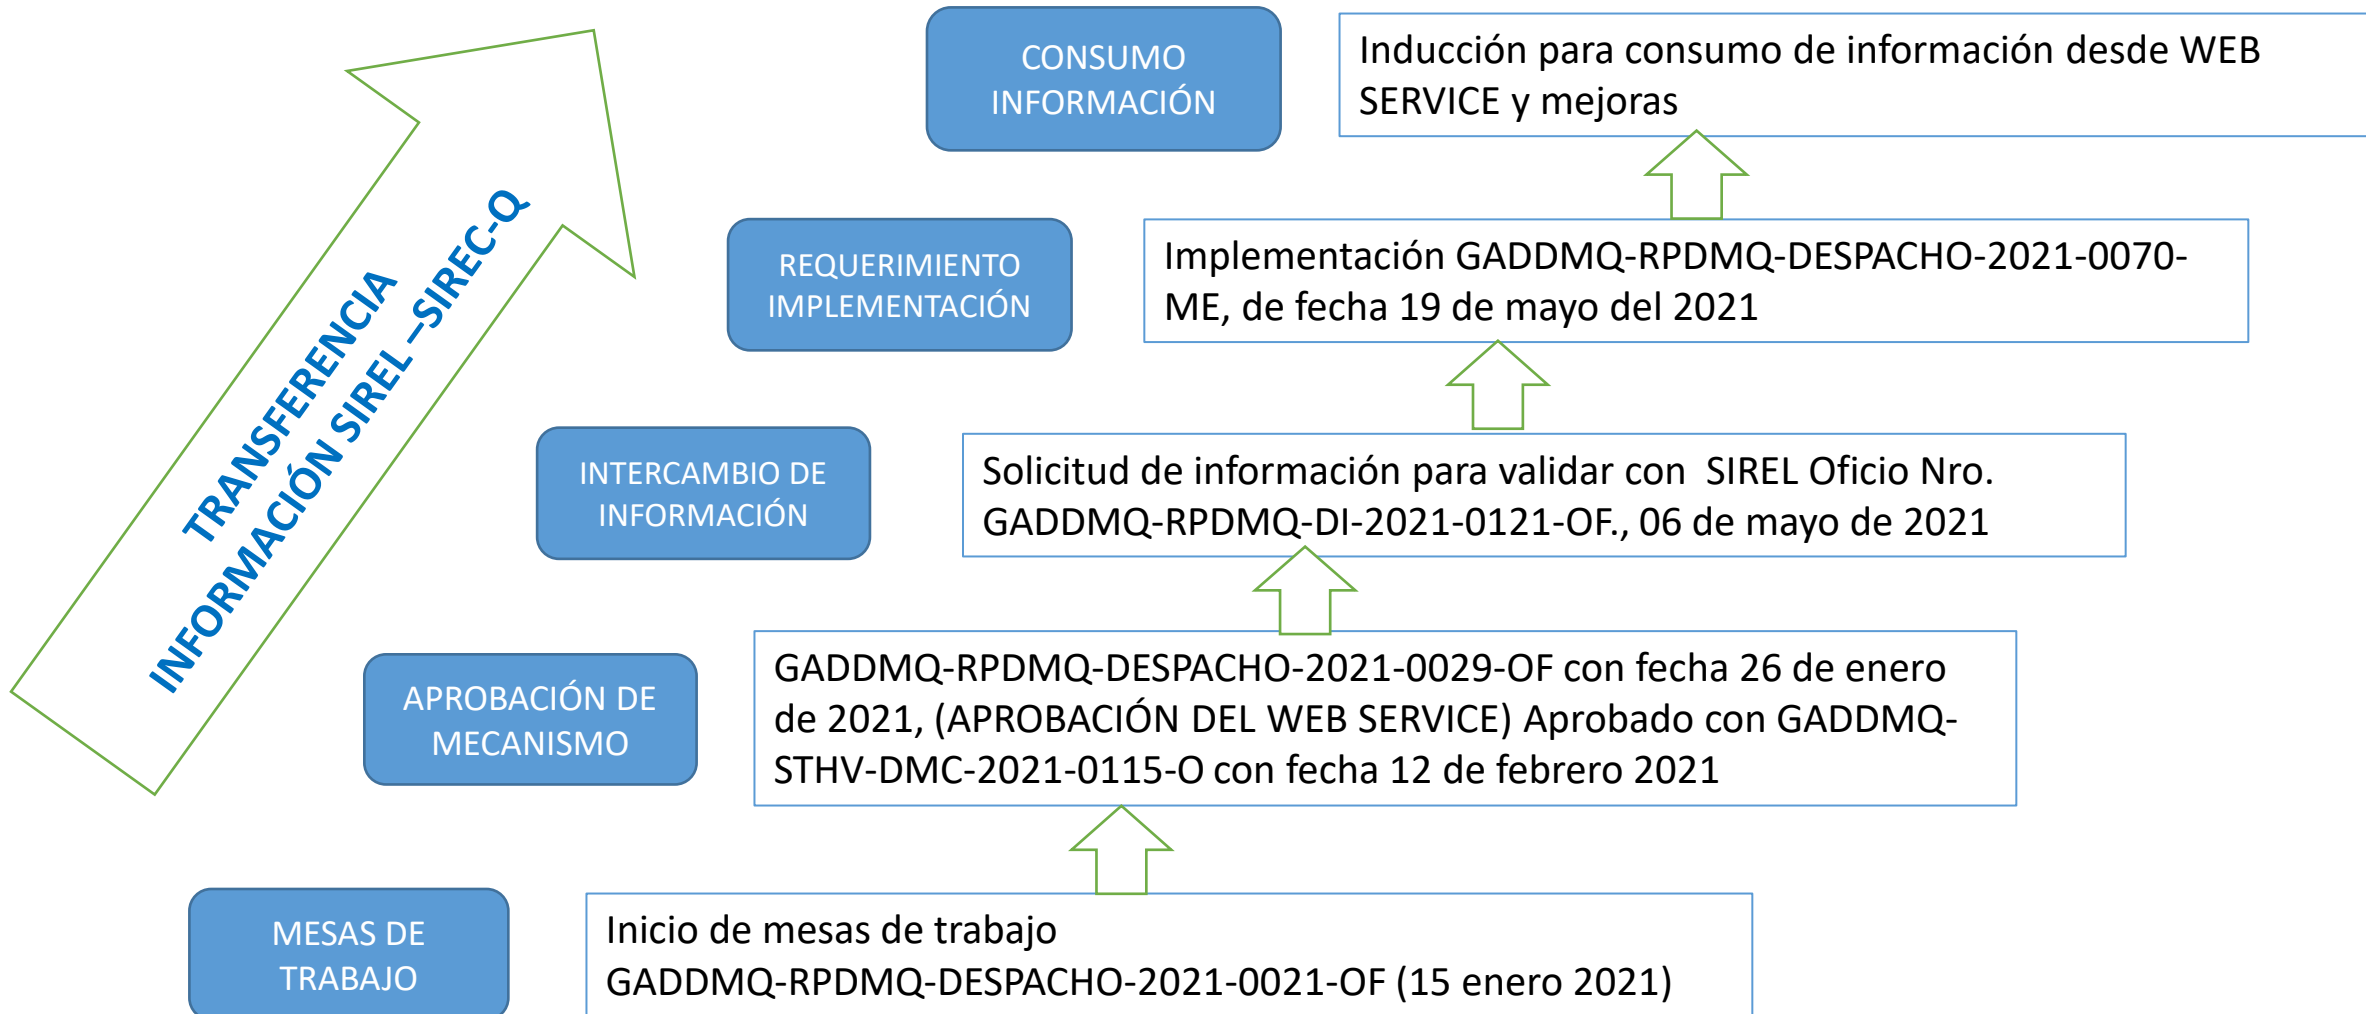 CONSUMO
INFORMACIÓN
Inducción para consumo de información desde WEB
SERVICE y mejoras
TRANSFERENCIA
INFORMACIÓN SIREL –SIREC-Q
REQUERIMIENTO
IMPLEMENTACIÓN
Implementación GADDMQ-RPDMQ-DESPACHO-2021-0070-
ME, de fecha 19 de mayo del 2021
INTERCAMBIO DE
INFORMACIÓN
Solicitud de información para validar con  SIREL Oficio Nro.
GADDMQ-RPDMQ-DI-2021-0121-OF., 06 de mayo de 2021
APROBACIÓN DE
MECANISMO
GADDMQ-RPDMQ-DESPACHO-2021-0029-OF con fecha 26 de enero
de 2021, (APROBACIÓN DEL WEB SERVICE) Aprobado con GADDMQ-
STHV-DMC-2021-0115-O con fecha 12 de febrero 2021
MESAS DE
TRABAJO
Inicio de mesas de trabajo
GADDMQ-RPDMQ-DESPACHO-2021-0021-OF (15 enero 2021)